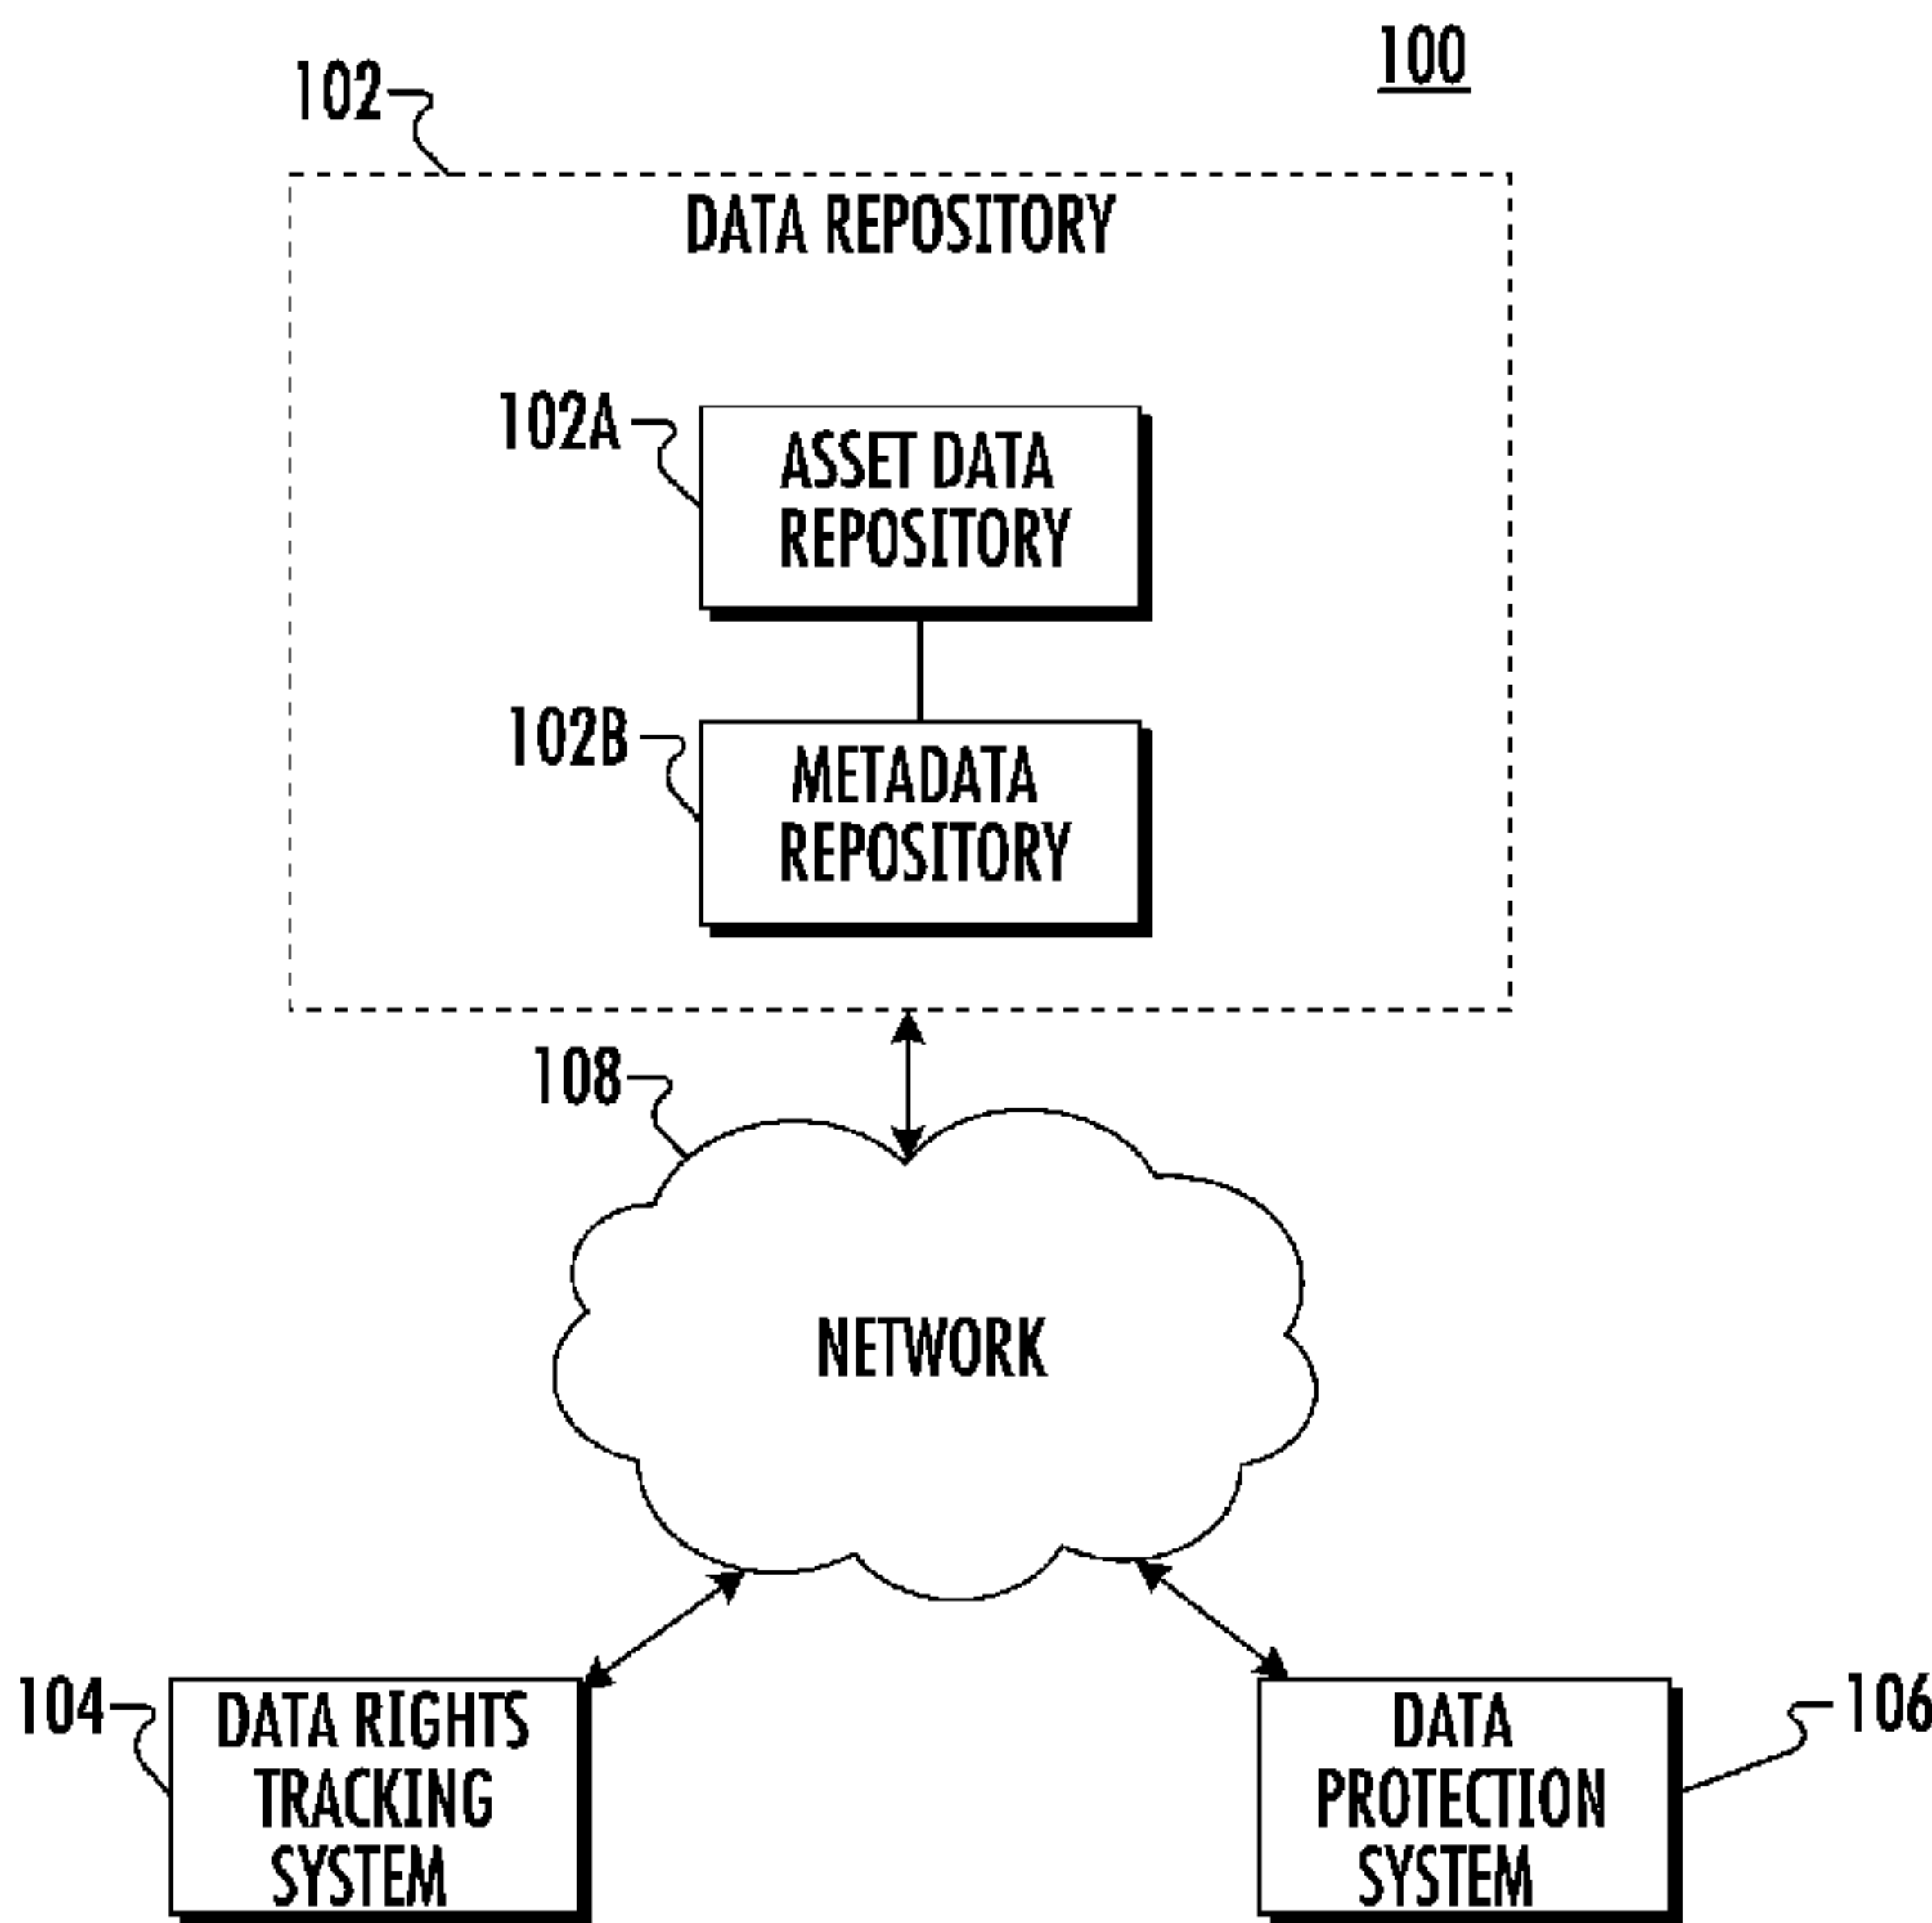 100
102
DATA REPOSITORY
102A
ASSET DATA
REPOSITORY
102B
METADATA
REPOSITORY
108
NETWORK
104
DATA RIGHTS
TRACKING
SYSTEM
DATA
PROTECTION
SYSTEM
106